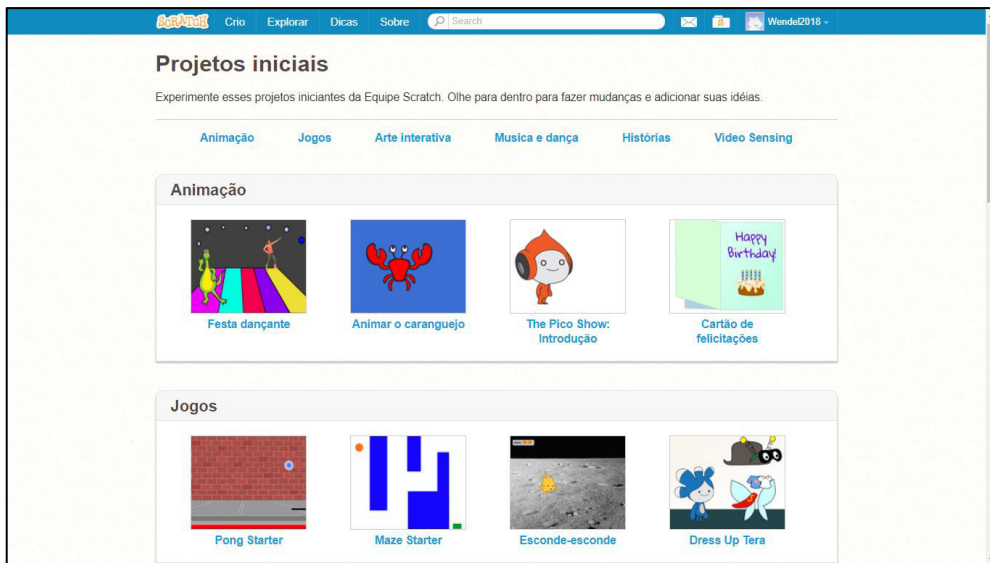 SCRATCH Crio Explorar Dicas Sobre Search Wendel2018
Projetos iniciais
Experimente esses projetos iniciantes da Equipe Scratch. Olhe para dentro para fazer mudanças e adicionar suas idéias.
Animação Jogos Arte interativa Musica e dança Histórias Video Sensing
Animação
Happy
Birthday!
Festa dançante Animar o caranguejo The Pico Show: Cartão de
Introdução felicitações
Jogos
Pong Starter Maze Starter Esconde-esconde Dress Up Tera